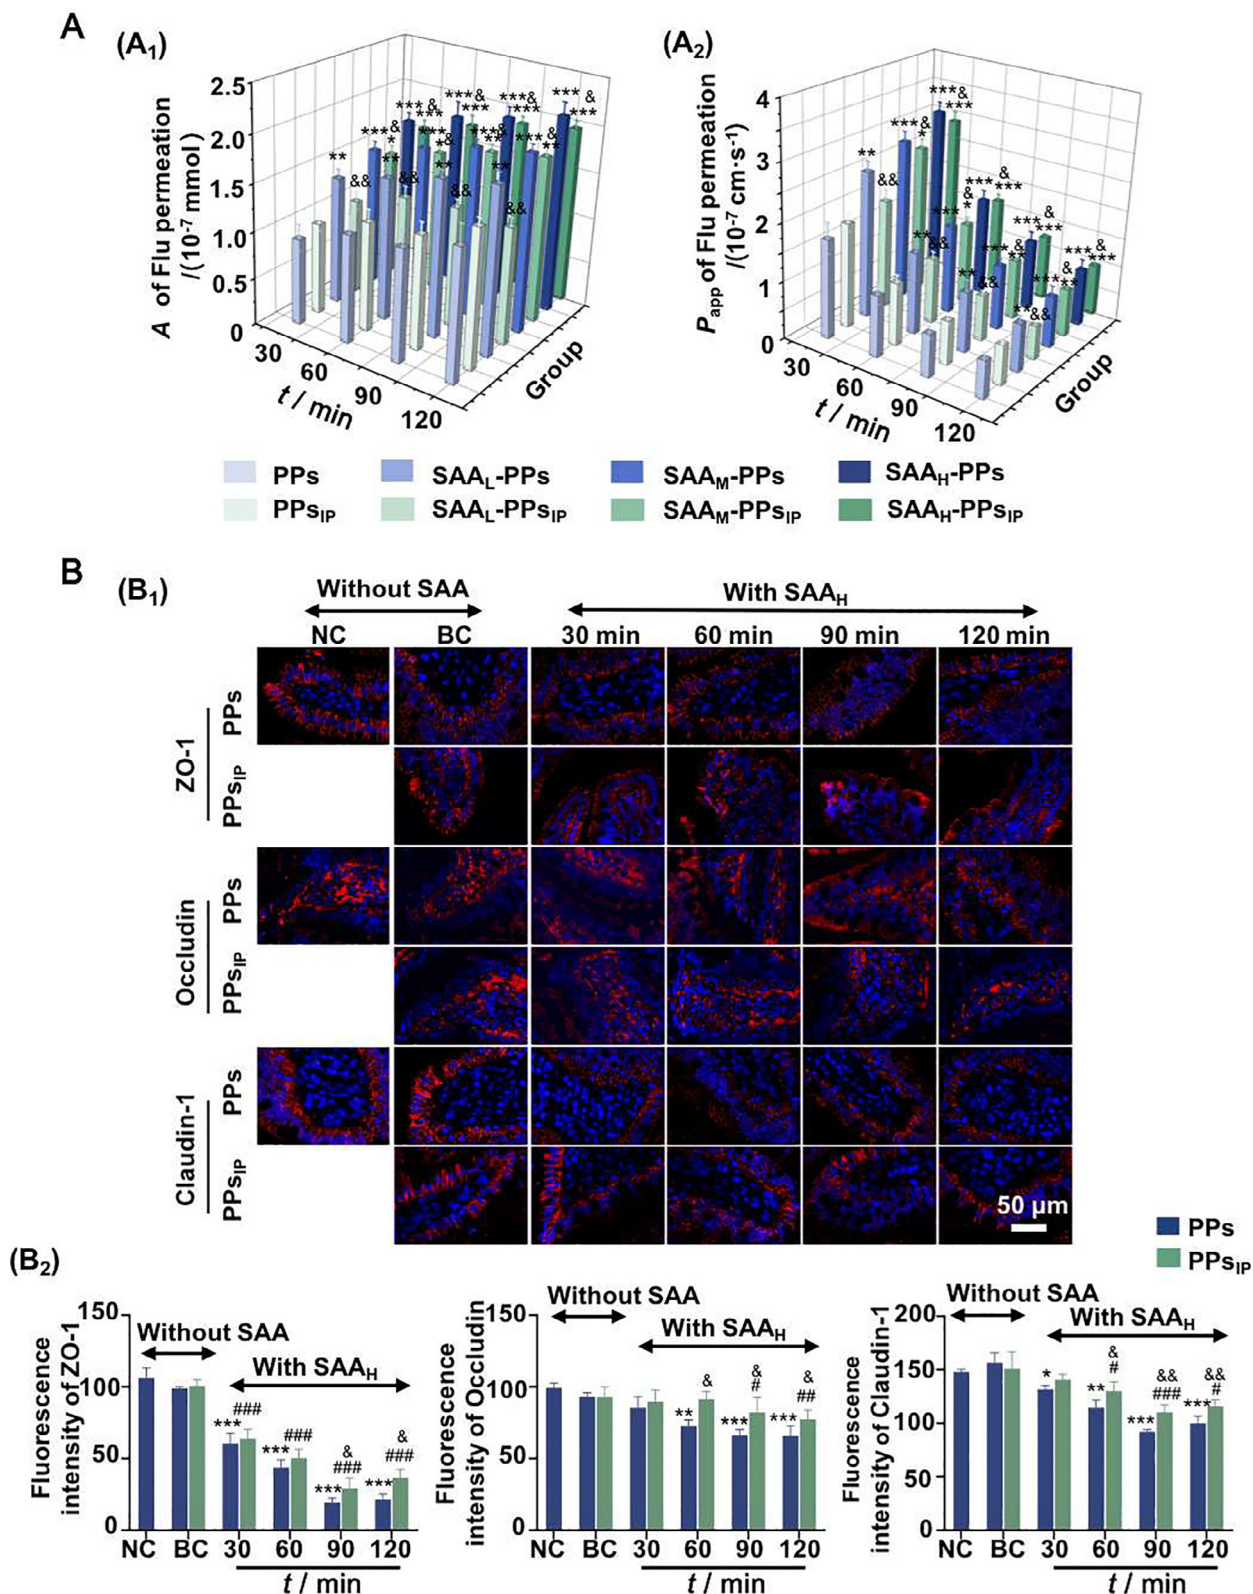 A
(A1)
(A2)
A of Flu permeation
/(10-7 mmol)
2.5
2.0
1.5
1.0
0.5
0
30
60
90
120
t / min
Group
Papp of Flu permeation
/(10-7 cm·s-1)
4
3
2
1
0
30
60
90
120
t / min
Group
PPs
SAAL-PPs
SAAM-PPs
SAAH-PPs
PPsIP
SAAL-PPsIP
SAAM-PPsIP
SAAH-PPsIP
B
(B1)
Without SAA
With SAAH
NC
BC
30 min
60 min
90 min
120 min
ZO-1
PPs
PPsIP
Occludin
PPs
PPsIP
Claudin-1
PPs
PPsIP
50 μm
PPs
PPsIP
(B2)
Fluorescence
intensity of ZO-1
150
100
50
0
Without SAA
With SAAH
*** ###
*** ###
*** & ###
*** & ###
NC BC 30 60 90 120
t / min
Fluorescence
intensity of Occludin
150
100
50
0
Without SAA
With SAAH
** &
*** & #
*** & ##
NC BC 30 60 90 120
t / min
Fluorescence
intensity of Claudin-1
200
150
100
50
0
Without SAA
With SAAH
*
** & #
*** && ###
*** && #
NC BC 30 60 90 120
t / min